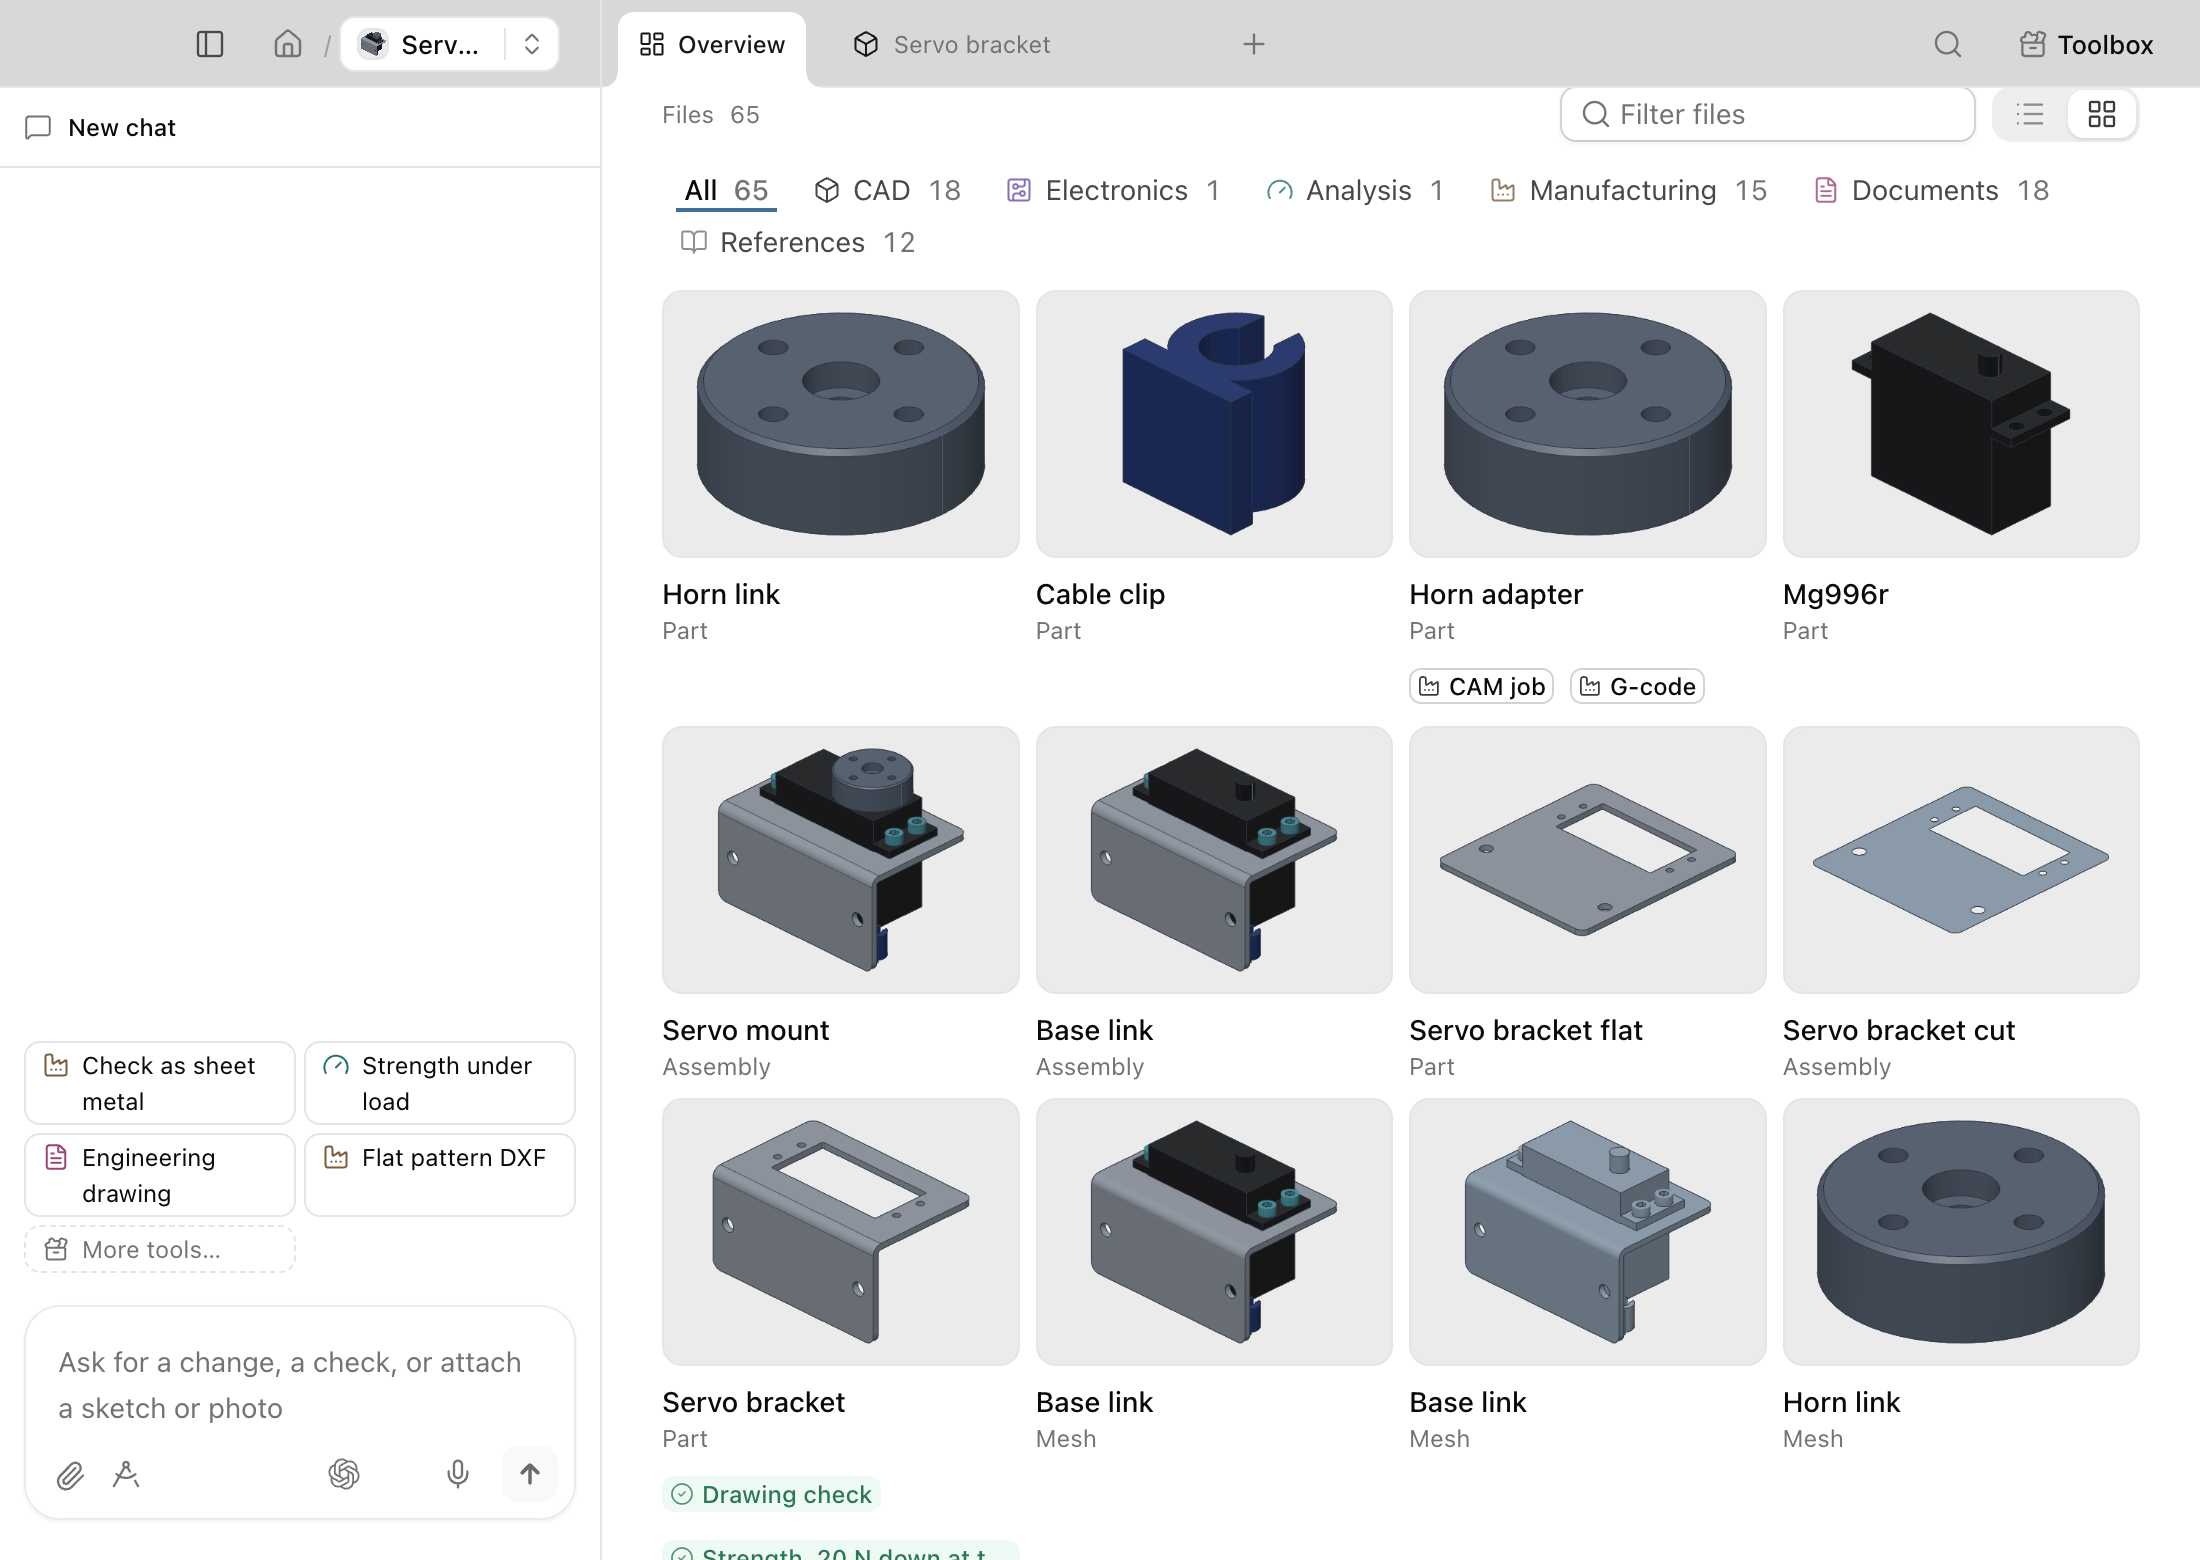 Serv...
/
Overview
Servo bracket
Toolbox
New chat
Files 65
Filter files
All 65
CAD 18
Electronics 1
Analysis 1
Manufacturing 15
Documents 18
References 12
Horn link
Part
Cable clip
Part
Horn adapter
Part
CAM job
G-code
Mg996r
Part
Servo mount
Assembly
Base link
Assembly
Servo bracket flat
Part
Servo bracket cut
Assembly
Servo bracket
Part
Drawing check
Strength, 20 N down at t...
Base link
Mesh
Base link
Mesh
Horn link
Mesh
Check as sheet
metal
Strength under
load
Engineering
drawing
Flat pattern DXF
More tools...
Ask for a change, a check, or attach
a sketch or photo